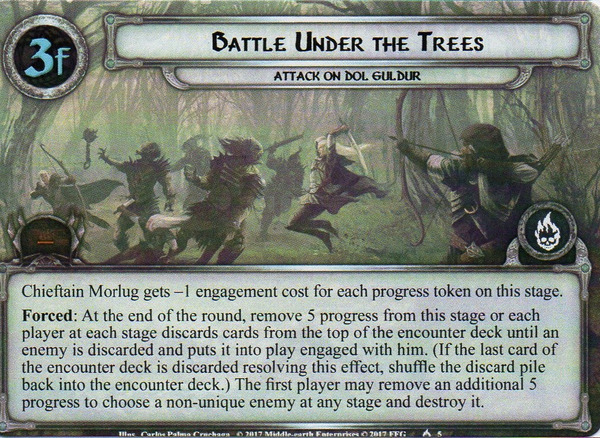 3F
BATTLE UNDER THE TREES
ATTACK ON DOL GULDUR
Chieftain Morlug gets –1 engagement cost for each progress token on this stage.
Forced: At the end of the round, remove 5 progress from this stage or each
player at each stage discards cards from the top of the encounter deck until an
enemy is discarded and puts it into play engaged with him. (If the last card of
the encounter deck is discarded resolving this effect, shuffle the discard pile
back into the encounter deck.) The first player may remove an additional 5
progress to choose a non-unique enemy at any stage and destroy it.
Illus. Carlos Palma Cruchaga © 2017 Middle-earth Enterprises © 2017 FFG 5